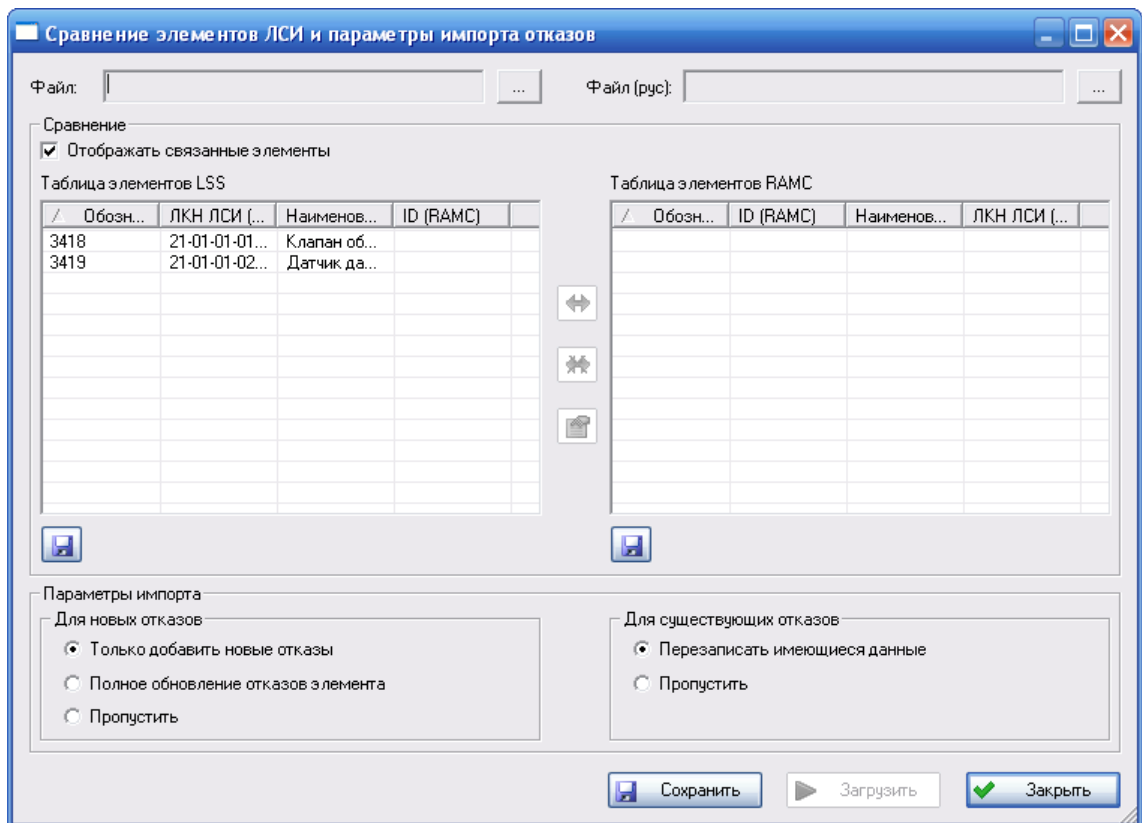 Сравнение элементов ЛСИ и параметры импорта отказов
Файл: ... Файл (рус): ...
Сравнение
Отображать связанные элементы
Таблица элементов LSS Таблица элементов RAMC
Обозн... ЛКН ЛСИ (... Наименов... ID (RAMC) Обозн... ID (RAMC) Наименов... ЛКН ЛСИ (...
3418 21-01-01-01... Клапан об...
3419 21-01-01-02... Датчик да...
Параметры импорта
Для новых отказов Для существующих отказов
Только добавить новые отказы Перезаписать имеющиеся данные
Полное обновление отказов элемента Пропустить
Пропустить
Сохранить Загрузить Закрыть